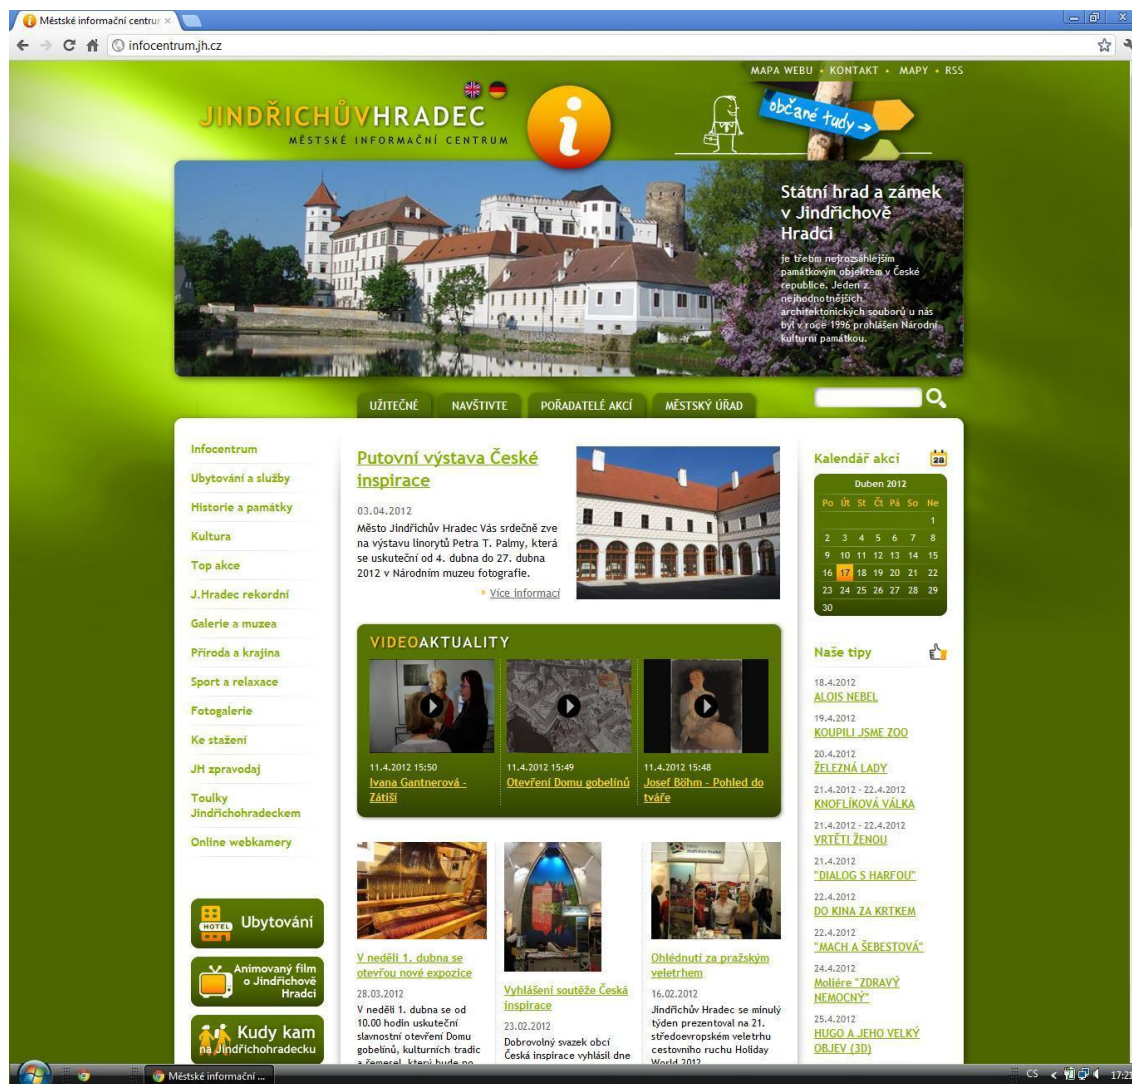 Městské informační centrum
infocentrum.jh.cz
MAPA WEBU • KONTAKT • MAPY • RSS
JINDŘICHŮVHRADEC
MĚSTSKÉ INFORMAČNÍ CENTRUM
i
občané tudy →
Státní hrad a zámek
v Jindřichově
Hradci
je třetím nejrozsáhlejším
památkovým objektem v České
republice. Jeden z
nejhodnotnějších
architektonických souborů u nás
byl v roce 1996 prohlášen Národní
kulturní památkou.
UŽITEČNÉ NAVŠTIVTE POŘADATELÉ AKCÍ MĚSTSKÝ ÚŘAD
Infocentrum
Ubytování a služby
Historie a památky
Kultura
Top akce
J.Hradec rekordní
Galerie a muzea
Příroda a krajina
Sport a relaxace
Fotogalerie
Ke stažení
JH zpravodaj
Toulky
Jindřichohradeckem
Online webkamery
HOTEL Ubytování
Animovaný film
o Jindřichově
Hradci
Kudy kam
na Jindřichohradecku
Putovní výstava České
inspirace
03.04.2012
Město Jindřichův Hradec Vás srdečně zve
na výstavu linorytů Petra T. Palmy, která
se uskuteční od 4. dubna do 27. dubna
2012 v Národním muzeu fotografie.
Více informací
VIDEOAKTUALITY
11.4.2012 15:50
Ivana Gantnerová -
Zátiší
11.4.2012 15:49
Otevření Domu gobelínů
11.4.2012 15:48
Josef Böhm - Pohled do
tváře
V neděli 1. dubna se
otevřou nové expozice
28.03.2012
V neděli 1. dubna se od
10.00 hodin uskuteční
slavnostní otevření Domu
gobelínů, kulturních tradic
a řemesel, který bude po
Vyhlášení soutěže Česká
inspirace
23.02.2012
Dobrovolný svazek obcí
Česká inspirace vyhlásil dne
Ohlédnutí za pražským
veletrhem
16.02.2012
Jindřichův Hradec se minulý
týden prezentoval na 21.
středoevropském veletrhu
cestovního ruchu Holiday
World 2012
Kalendář akcí
28
Duben 2012
Po Út St Čt Pá So Ne
1
2 3 4 5 6 7 8
9 10 11 12 13 14 15
16 17 18 19 20 21 22
23 24 25 26 27 28 29
30
Naše tipy
18.4.2012
ALOIS NEBEL
19.4.2012
KOUPILI JSME ZOO
20.4.2012
ŽELEZNÁ LADY
21.4.2012 - 22.4.2012
KNOFLÍKOVÁ VÁLKA
21.4.2012 - 22.4.2012
VRTĚTI ŽENOU
21.4.2012
"DIALOG S HARFOU"
22.4.2012
DO KINA ZA KRTKEM
22.4.2012
"MACH A ŠEBESTOVÁ"
24.4.2012
Moliére "ZDRAVÝ
NEMOCNÝ"
25.4.2012
HUGO A JEHO VELKÝ
OBJEV (3D)
Městské informační ...
CS
17:21